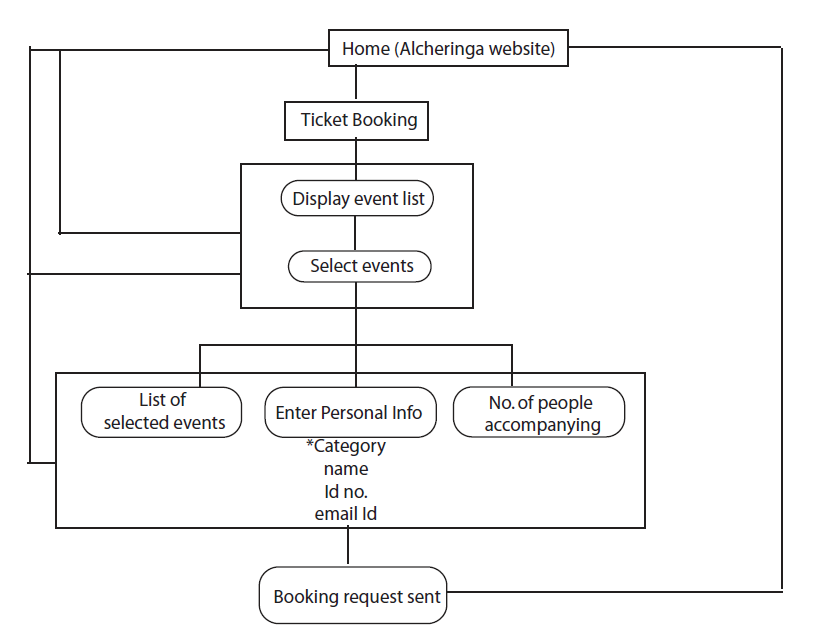 Home (Alcheringa website)
Ticket Booking
Display event list
Select events
List of
selected events
Enter Personal Info
*Category
name
Id no.
email Id
No. of people
accompanying
Booking request sent